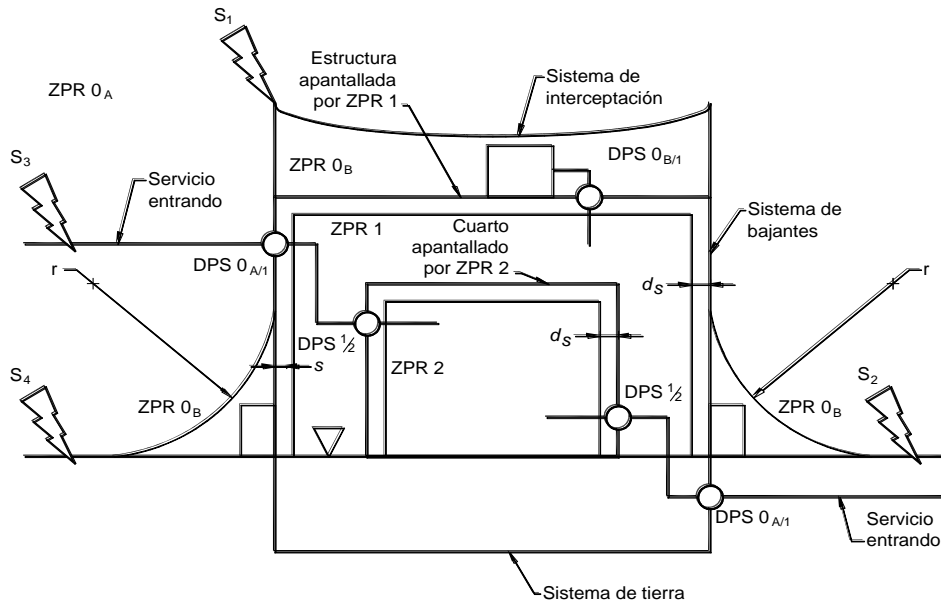 S1
Estructura
apantallada
por ZPR 1
Sistema de
interceptación
ZPR 0A
S3
Servicio
entrando
ZPR 0B
DPS 0B/1
ZPR 1
Cuarto
apantallado
por ZPR 2
Sistema de
bajantes
DPS 0A/1
r
r
ds
DPS ½
s
ZPR 2
ds
DPS ½
S4
ZPR 0B
ZPR 0B
S2
DPS 0A/1
Servicio
entrando
Sistema de tierra